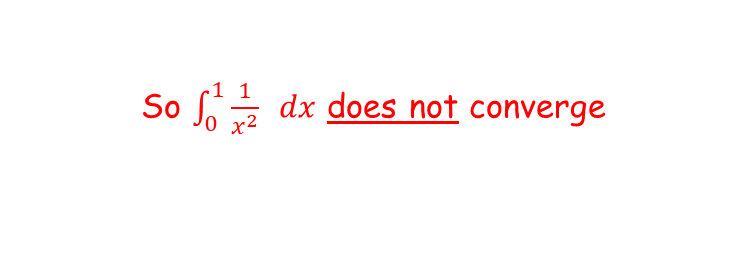 So ∫₀¹ 1/x² dx does not converge